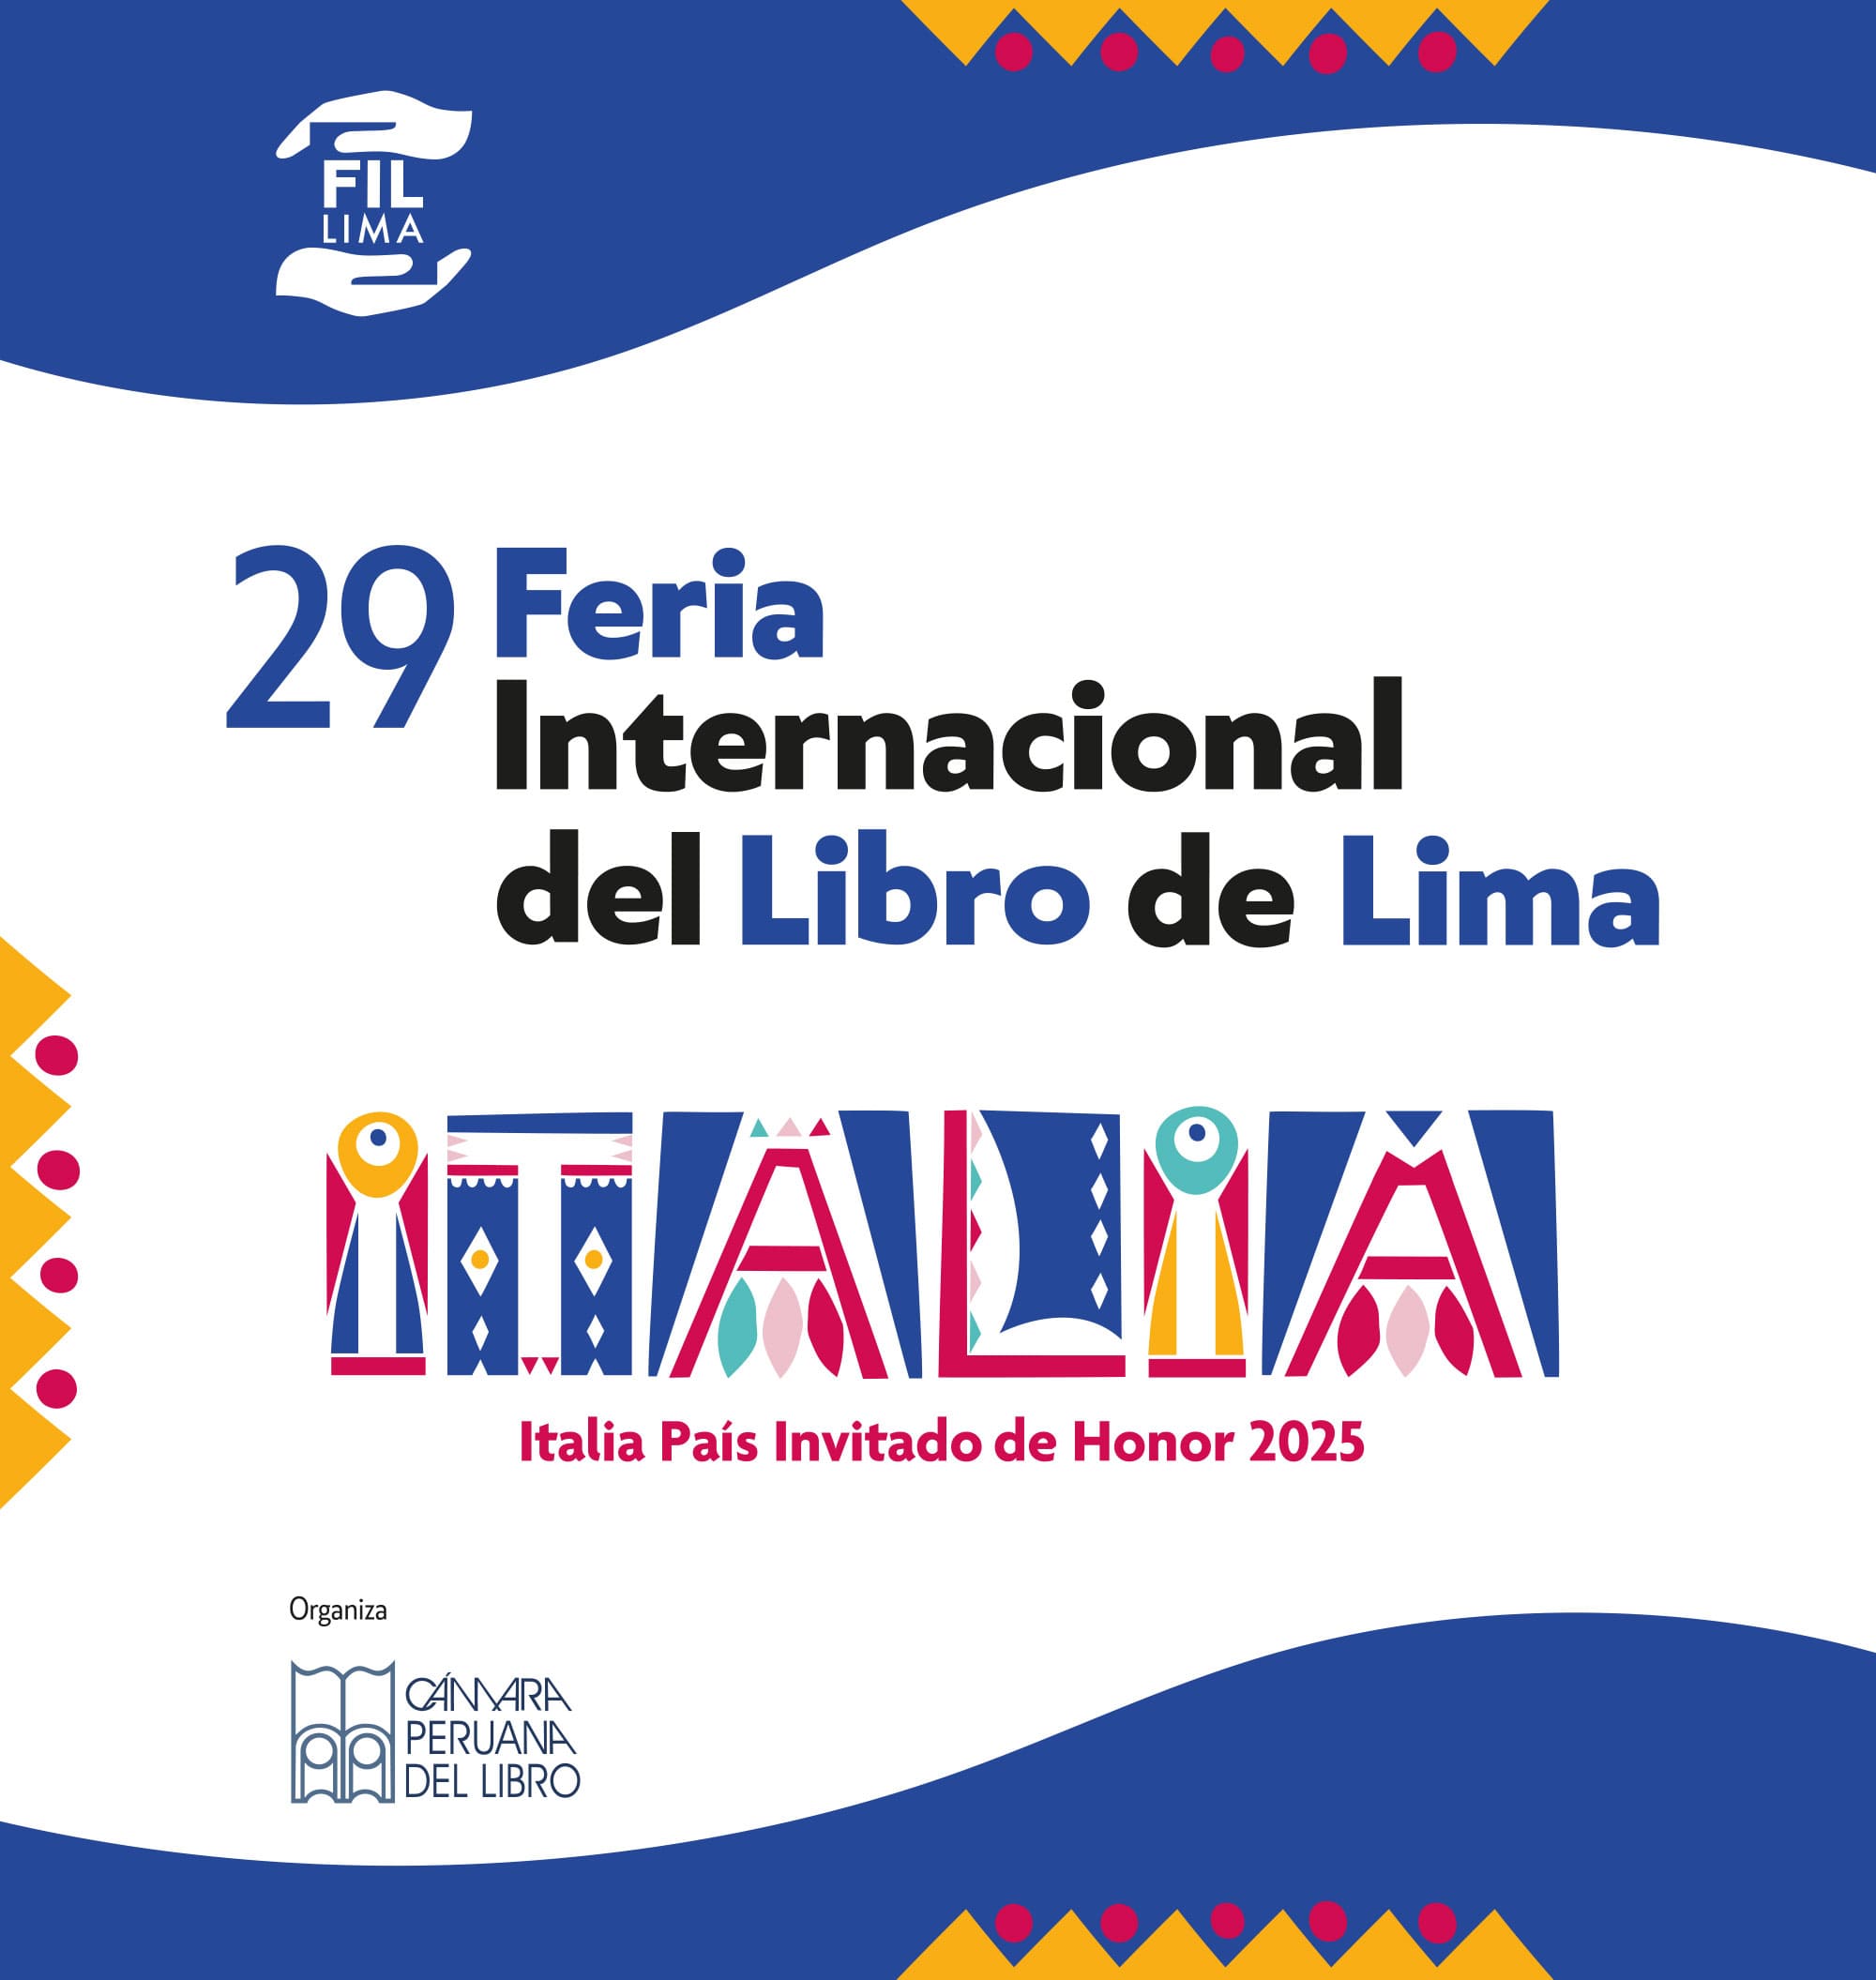 FIL
LIMA
29 Feria
Internacional
del Libro de Lima
ITALIA
Italia País Invitado de Honor 2025
Organiza
CÁMARA
PERUANA
DEL LIBRO